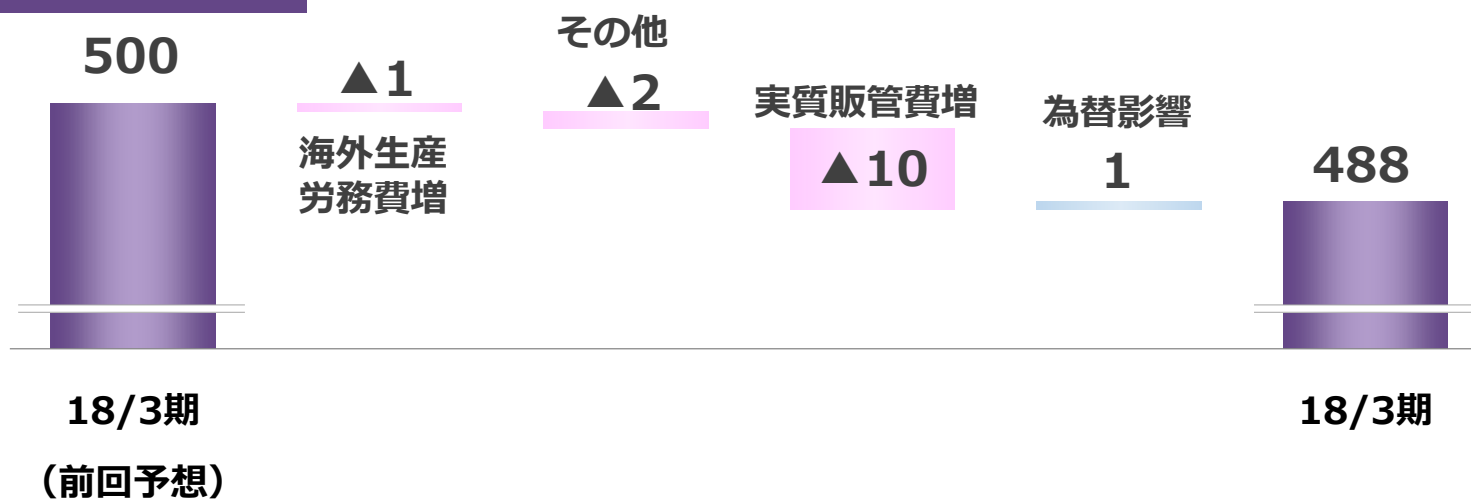 500
▲1
海外生産
労務費増
その他
▲2
実質販管費増
▲10
為替影響
1
488
18/3期
（前回予想）
18/3期